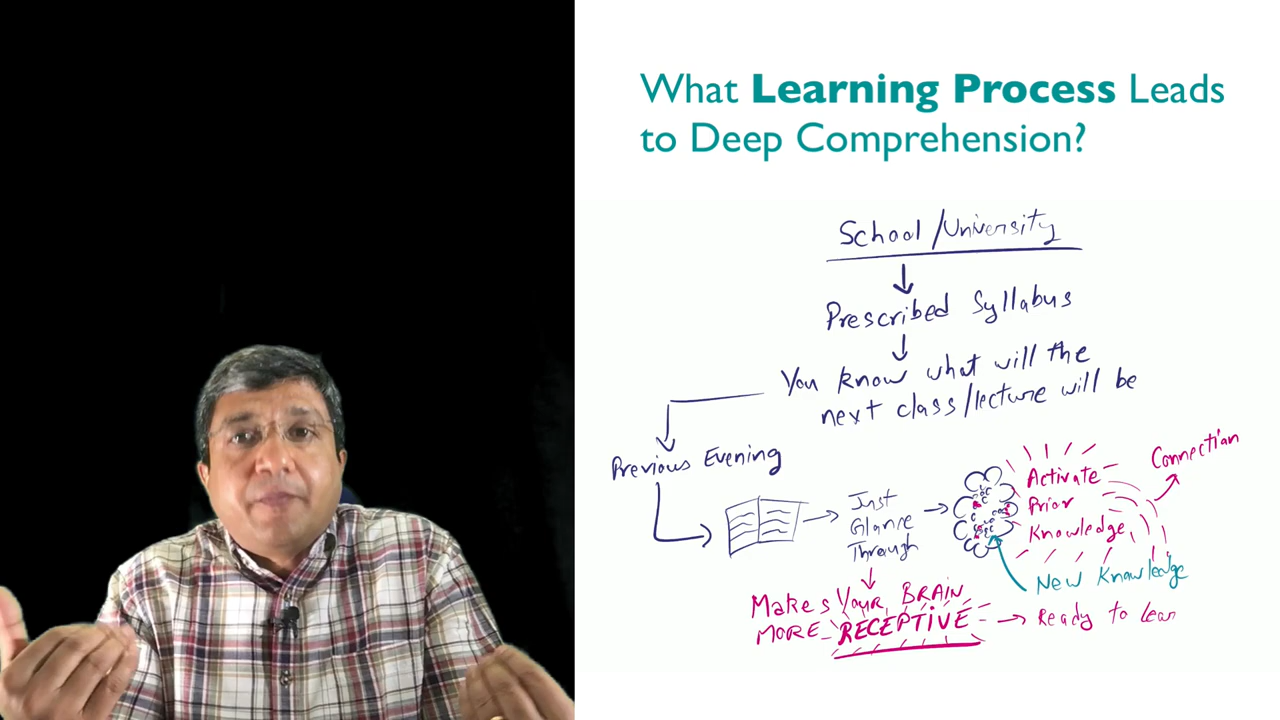 What Learning Process Leads
to Deep Comprehension?
School/University
Prescribed Syllabus
You know what will the
next class/lecture will be
Previous Evening
Just
Glance
Through
Activate
Prior
Knowledge
Connection
New Knowledge
Makes Your BRAIN
MORE RECEPTIVE
Ready to Lear